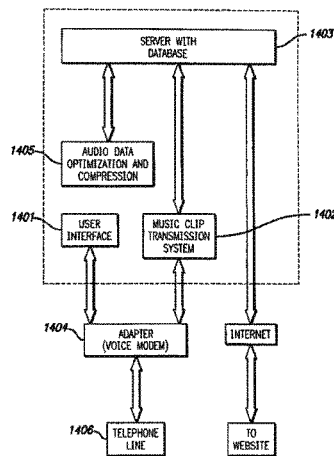 SERVER WITH
DATABASE
1403
1405
AUDIO DATA
OPTIMIZATION AND
COMPRESSION
1401
USER
INTERFACE
MUSIC CLIP
TRANSMISSION
SYSTEM
1402
1404
ADAPTER
(VOICE MODEM)
INTERNET
1406
TELEPHONE
LINE
TO
WEBSITE